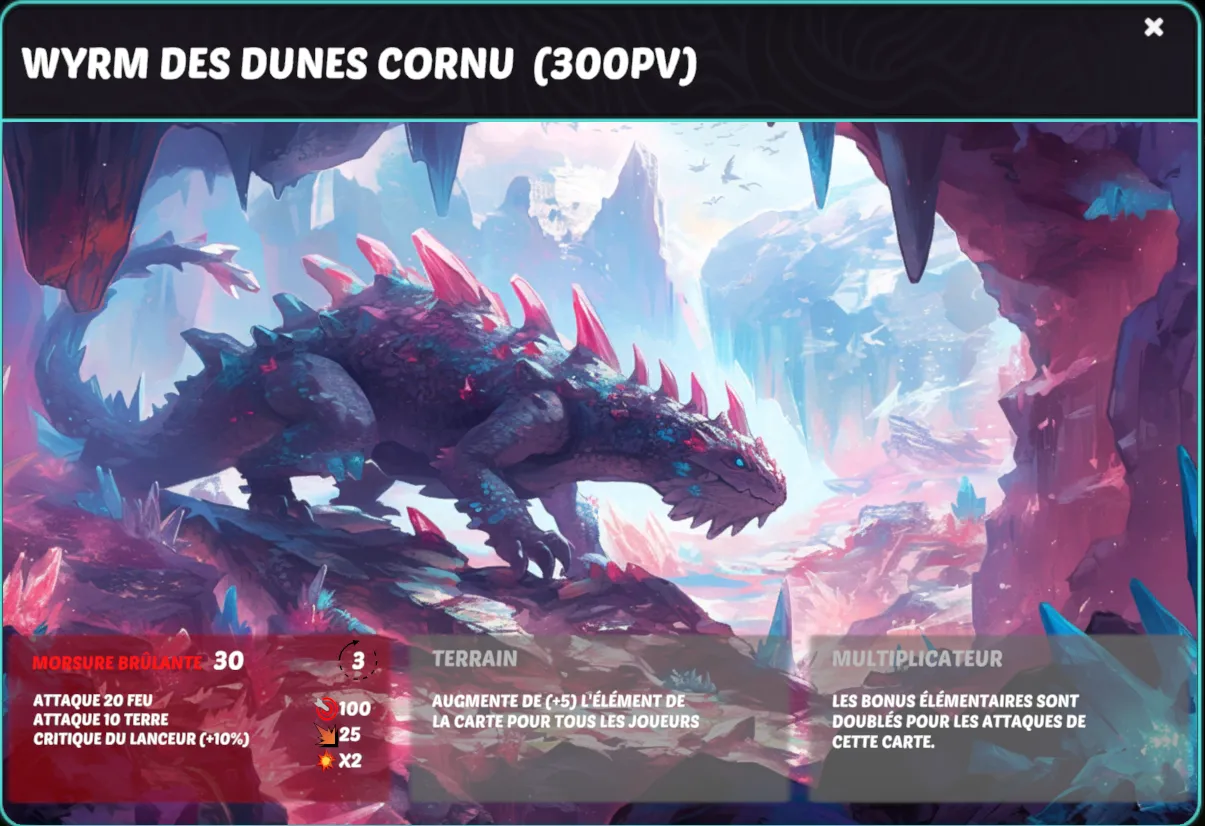 WYRM DES DUNES CORNU (300PV)
MORSURE BRÛLANTE 30
3
ATTAQUE 20 FEU
ATTAQUE 10 TERRE
CRITIQUE DU LANCEUR (+10%)
100
25
X2
TERRAIN
AUGMENTE DE (+5) L'ÉLÉMENT DE
LA CARTE POUR TOUS LES JOUEURS
MULTIPLICATEUR
LES BONUS ÉLÉMENTAIRES SONT
DOUBLÉS POUR LES ATTAQUES DE
CETTE CARTE.